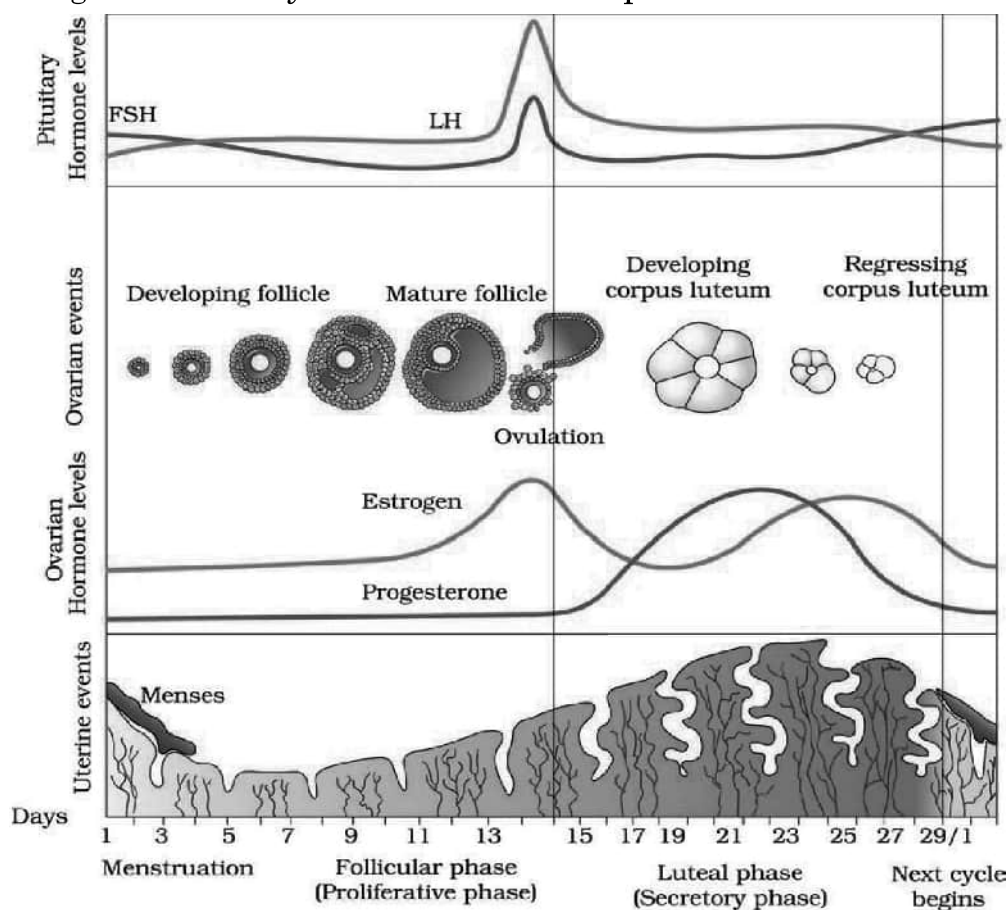 Pituitary
Hormone levels
FSH
LH
Ovarian events
Developing follicle
Mature follicle
Developing
corpus luteum
Regressing
corpus luteum
Ovulation
Ovarian
Hormone levels
Estrogen
Progesterone
Uterine events
Menses
Days
1 3 5 7 9 11 13 15 17 19 21 23 25 27 29/1
Menstruation
Follicular phase
(Proliferative phase)
Luteal phase
(Secretory phase)
Next cycle
begins